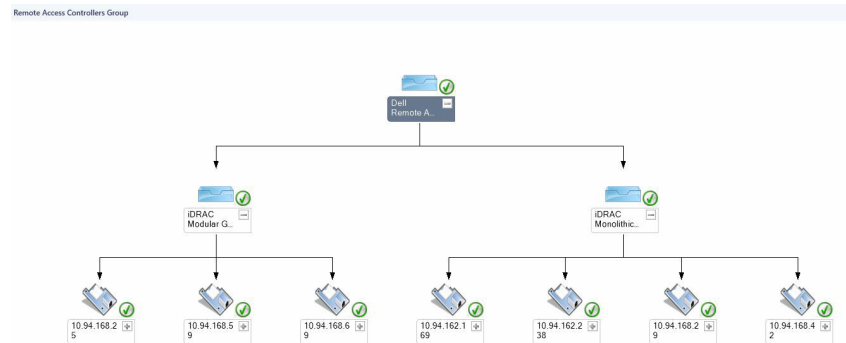 Remote Access Controllers Group
Dell
Remote A...
iDRAC
Modular G...
iDRAC
Monolithic...
10.94.168.2
5
10.94.168.5
9
10.94.168.6
9
10.94.162.1
69
10.94.162.2
38
10.94.168.2
9
10.94.168.4
2